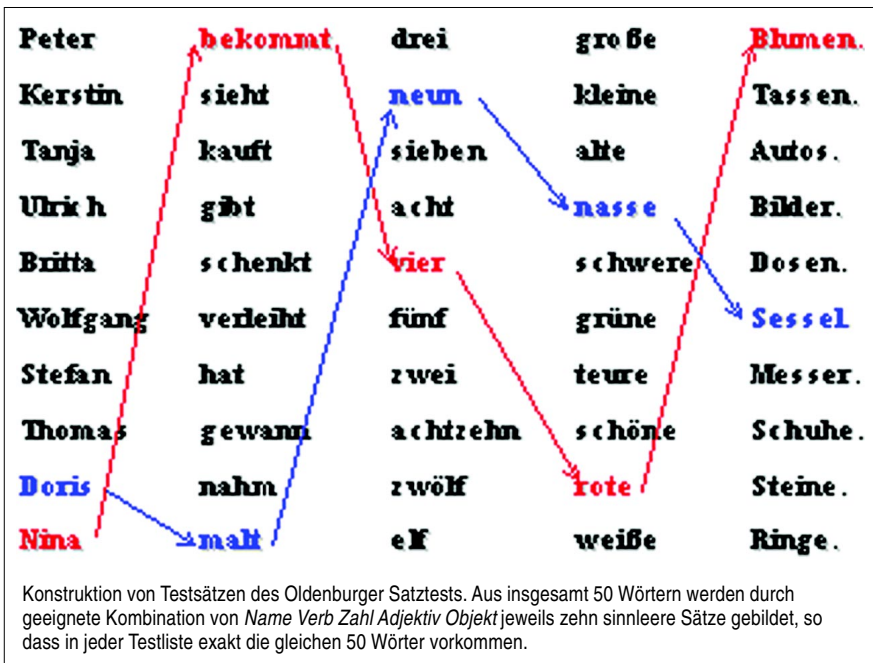 Peter bekommt drei große Blumen.
Kerstin sieht neun kleine Tassen.
Tanja kauft sieben alte Autos.
Ulrich gibt acht nasse Bilder.
Britta schenkt vier schwere Dosen.
Wolfgang verleiht fünf grüne Sessel
Stefan hat zwei teure Messer.
Thomas gewann achtzehn schöne Schuhe.
Doris nahm zwölf rote Steine.
Nina malt elf weiße Ringe.
Konstruktion von Testsätzen des Oldenburger Satztests. Aus insgesamt 50 Wörtern werden durch
geeignete Kombination von Name Verb Zahl Adjektiv Objekt jeweils zehn sinnleere Sätze gebildet, so
dass in jeder Testliste exakt die gleichen 50 Wörter vorkommen.